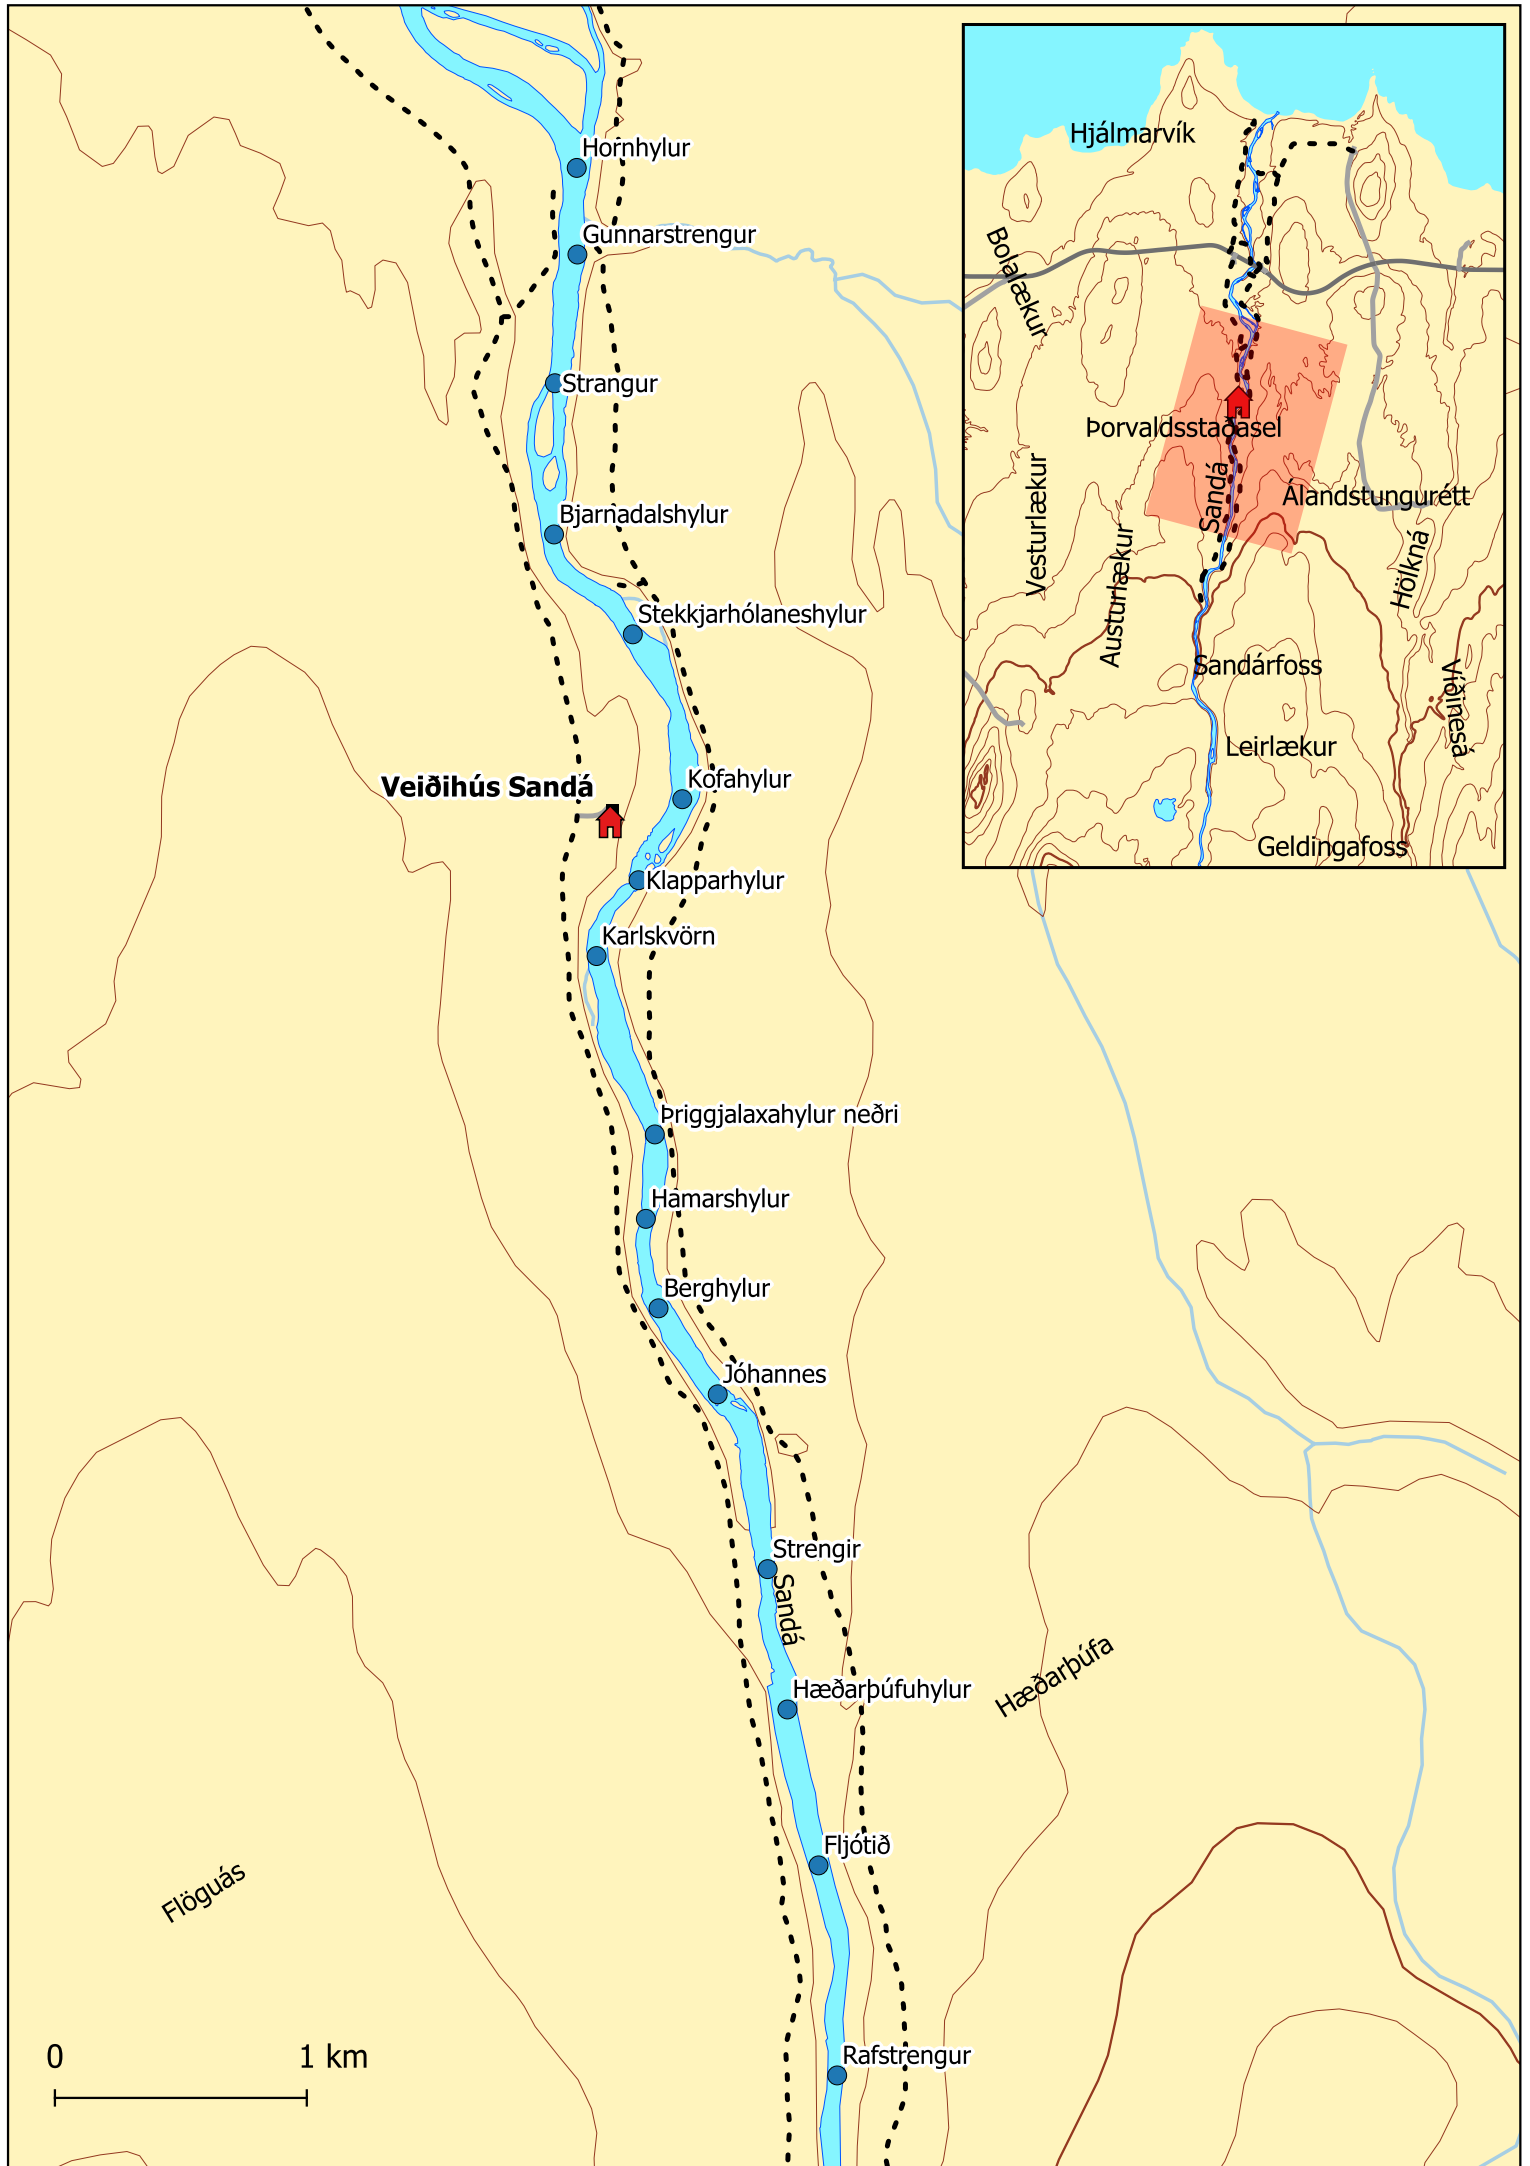 Hornhylur
Gunnarstrengur
Strangur
Bjarnadalshylur
Stekkjarhólaneshylur
Kofahylur
Veiðihús Sandá
Klapparhylur
Karlskvörn
Þriggjalaxahylur neðri
Hamarshylur
Berghylur
Jóhannes
Strengir
Sandá
Hæðarþúfa
Hæðarþúfuhylur
Fljótið
Flöguás
Rafstrengur
0 1 km
Hjálmarvík
Bolalækur
Þorvaldsstaðasel
Vesturlækur
Sandá
Álandstungurétt
Austurlækur
Hölkná
Sandárfoss
Víðinesá
Leirlækur
Geldingafoss